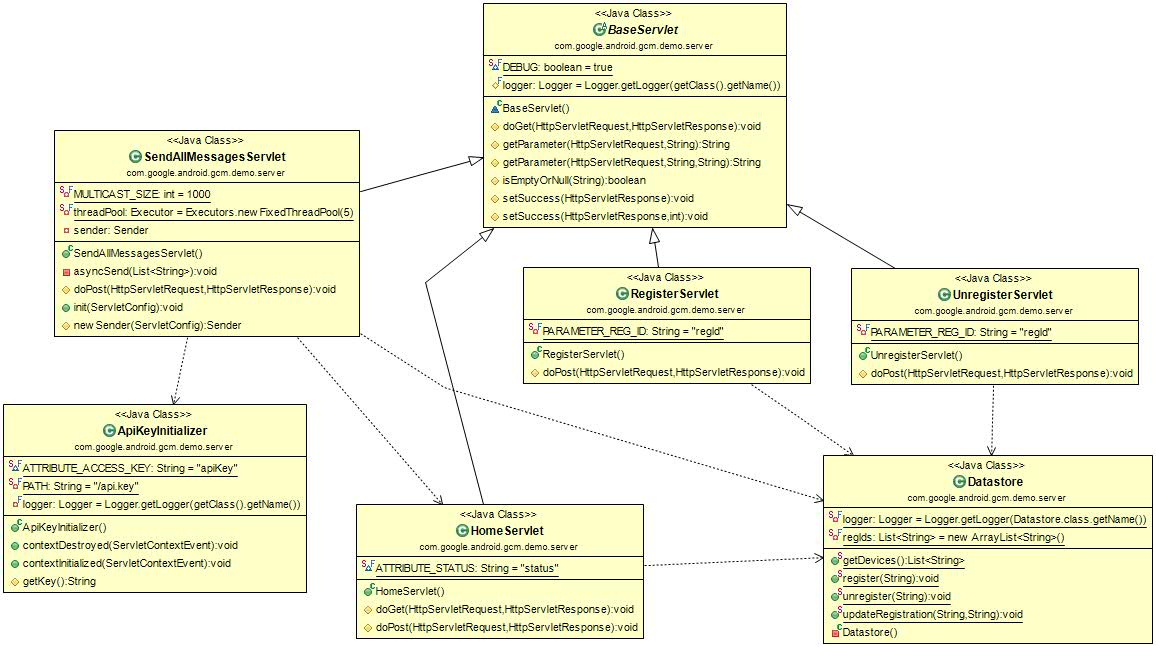 <<Java Class>>
BaseServlet
com.google.android.gcm.demo.server
DEBUG: boolean = true
logger: Logger = Logger.getLogger(getClass().getName())
BaseServlet()
doGet(HttpServletRequest,HttpServletResponse):void
getParameter(HttpServletRequest,String):String
getParameter(HttpServletRequest,String,String):String
isEmptyOrNull(String):boolean
setSuccess(HttpServletResponse):void
setSuccess(HttpServletResponse,int):void
<<Java Class>>
SendAllMessagesServlet
com.google.android.gcm.demo.server
MULTICAST_SIZE: int = 1000
threadPool: Executor = Executors.newFixedThreadPool(5)
sender: Sender
SendAllMessagesServlet()
asyncSend(List<String>):void
doPost(HttpServletRequest,HttpServletResponse):void
init(ServletConfig):void
newSender(ServletConfig):Sender
<<Java Class>>
RegisterServlet
com.google.android.gcm.demo.server
PARAMETER_REG_ID: String = "regId"
RegisterServlet()
doPost(HttpServletRequest,HttpServletResponse):void
<<Java Class>>
UnregisterServlet
com.google.android.gcm.demo.server
PARAMETER_REG_ID: String = "regId"
UnregisterServlet()
doPost(HttpServletRequest,HttpServletResponse):void
<<Java Class>>
ApiKeyInitializer
com.google.android.gcm.demo.server
ATTRIBUTE_ACCESS_KEY: String = "apiKey"
PATH: String = "/api.key"
logger: Logger = Logger.getLogger(getClass().getName())
ApiKeyInitializer()
contextDestroyed(ServletContextEvent):void
contextInitialized(ServletContextEvent):void
getKey():String
<<Java Class>>
HomeServlet
com.google.android.gcm.demo.server
ATTRIBUTE_STATUS: String = "status"
HomeServlet()
doGet(HttpServletRequest,HttpServletResponse):void
doPost(HttpServletRequest,HttpServletResponse):void
<<Java Class>>
Datastore
com.google.android.gcm.demo.server
logger: Logger = Logger.getLogger(Datastore.class.getName())
regIds: List<String> = new ArrayList<String>()
getDevices():List<String>
register(String):void
unregister(String):void
updateRegistration(String,String):void
Datastore()